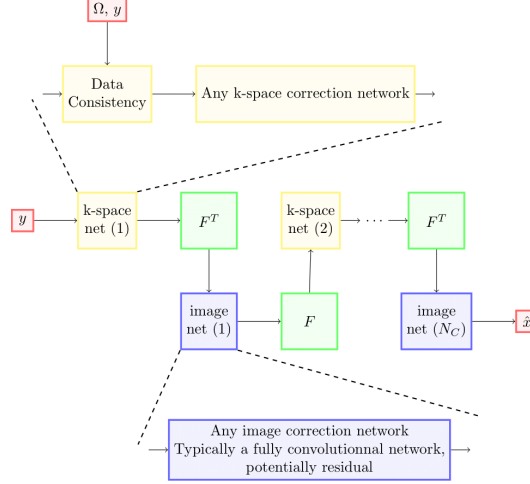 Ω, y
Data
Consistency
Any k-space correction network
y
k-space
net (1)
F^T
k-space
net (2)
···
F^T
image
net (1)
F
image
net (N_C)
x̂
Any image correction network
Typically a fully convolutionnal network,
potentially residual